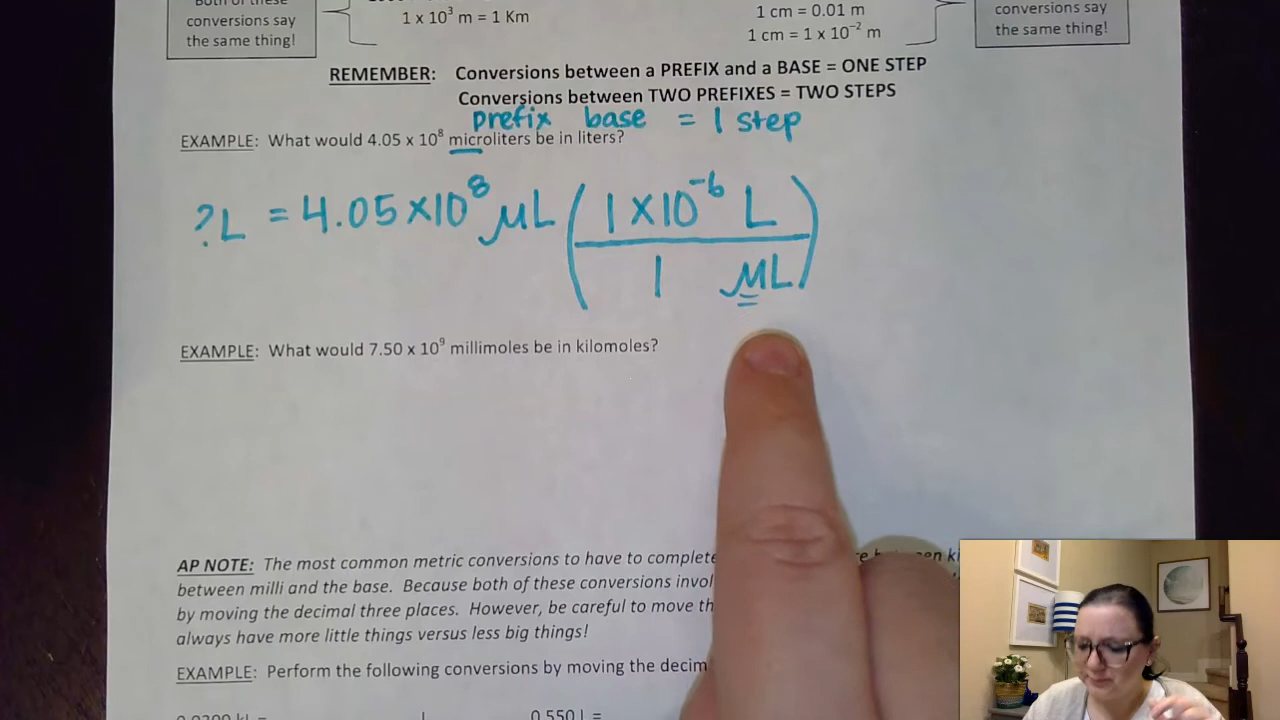 Both of these
conversions say
the same thing!
1 x 10³ m = 1 Km
1 cm = 0.01 m
1 cm = 1 x 10⁻² m
conversions say
the same thing!
REMEMBER: Conversions between a PREFIX and a BASE = ONE STEP
Conversions between TWO PREFIXES = TWO STEPS
prefix base = 1 step
EXAMPLE: What would 4.05 x 10⁸ microliters be in liters?
?L = 4.05 x 10⁸ μL (1 x 10⁻⁶ L
1 μL)
EXAMPLE: What would 7.50 x 10⁹ millimoles be in kilomoles?
AP NOTE: The most common metric conversions to have to complete
between milli and the base. Because both of these conversions
by moving the decimal three places. However, be careful to move
always have more little things versus less big things!
EXAMPLE: Perform the following conversions by moving the
0.550 L =